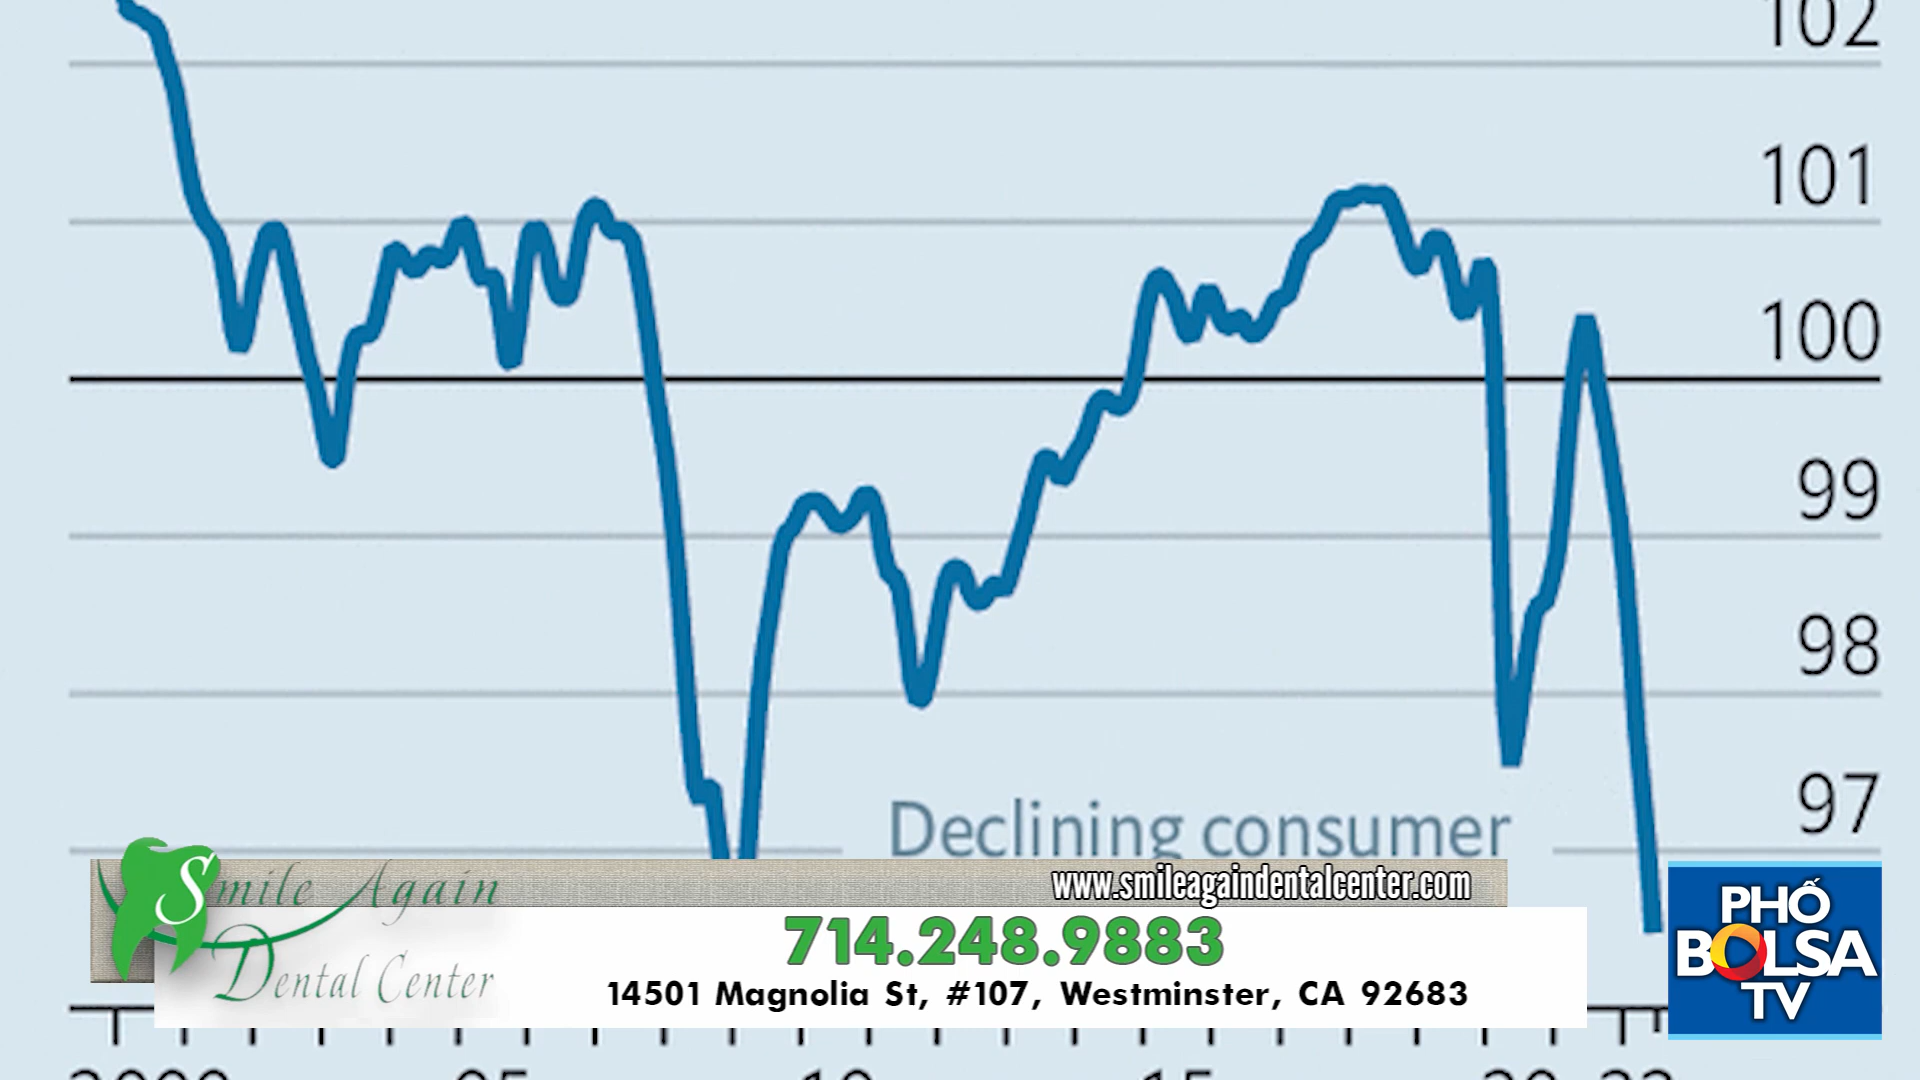 102
101
100
99
98
97
Declining consumer
Smile Again
Dental Center
www.smileagaindentalcenter.com
714.248.9883
14501 Magnolia St, #107, Westminster, CA 92683
PHỐ
BOLSA
TV